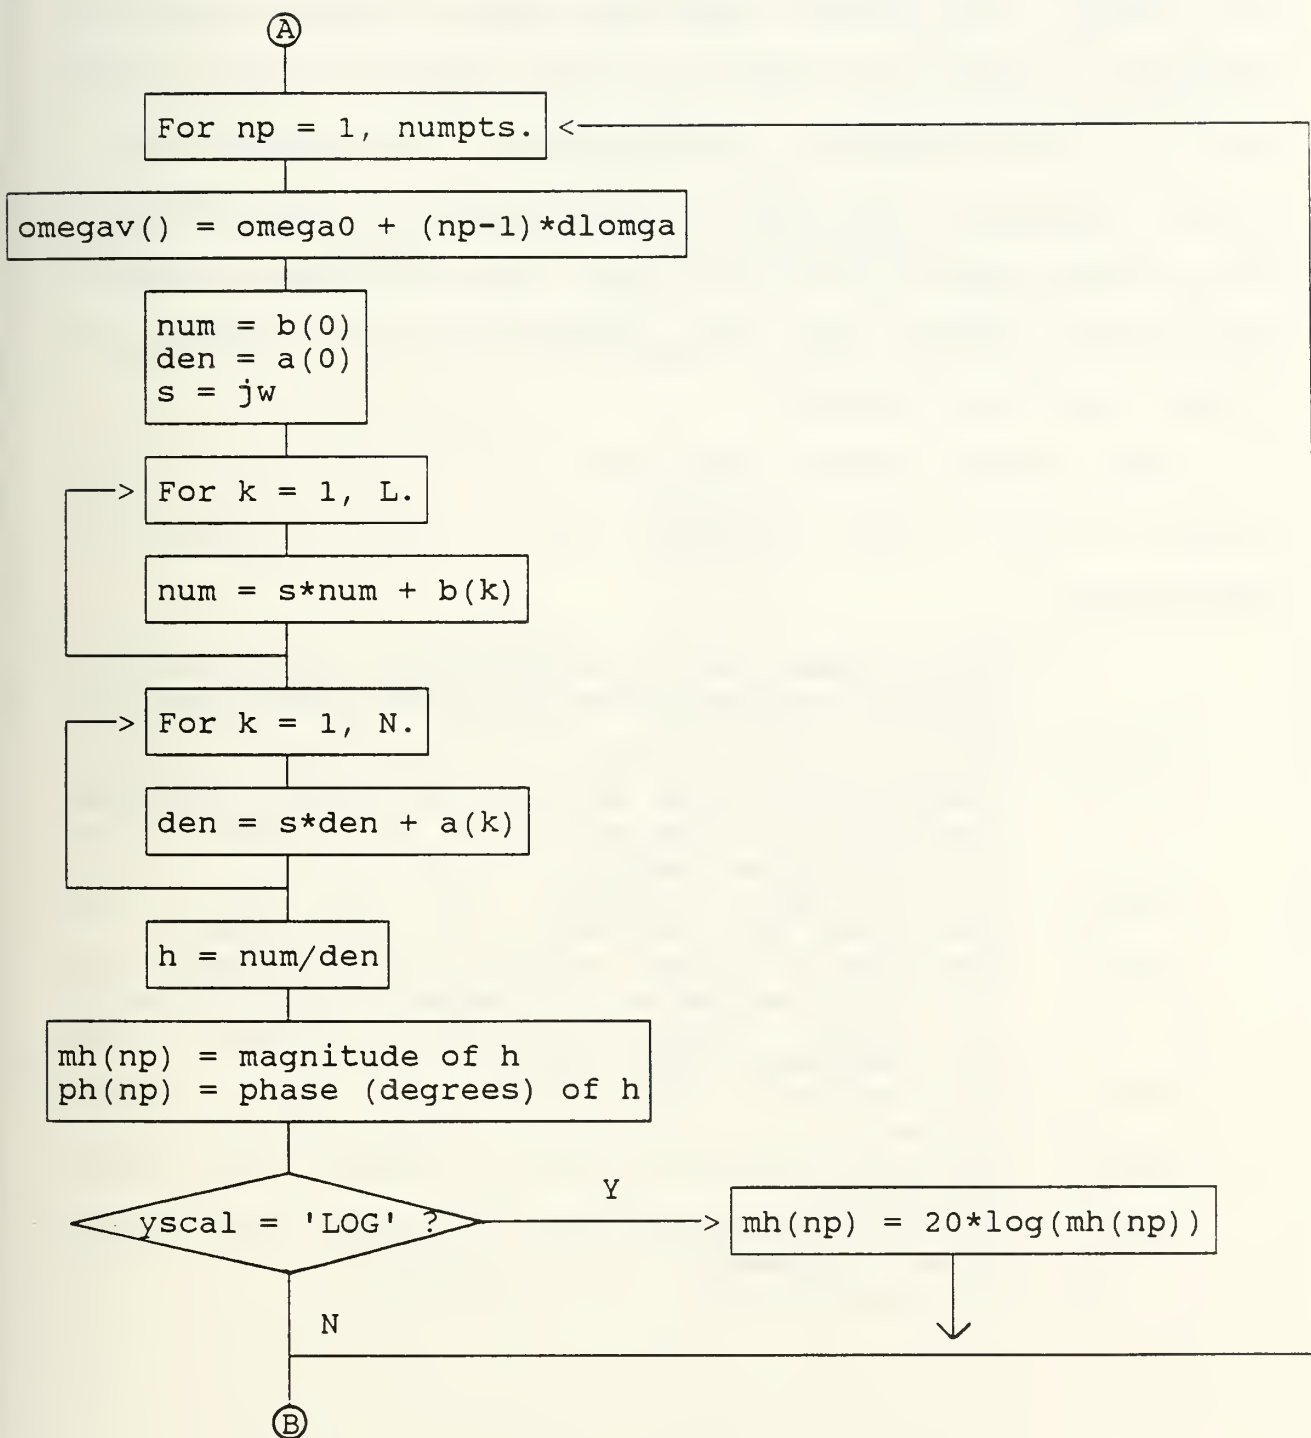 A
For np = 1, numpts.
omegav() = omega0 + (np-1)*dlomga
num = b(0)
den = a(0)
s = jw
For k = 1, L.
num = s*num + b(k)
For k = 1, N.
den = s*den + a(k)
h = num/den
mh(np) = magnitude of h
ph(np) = phase (degrees) of h
yscal = 'LOG' ?
Y
mh(np) = 20*log(mh(np))
N
B